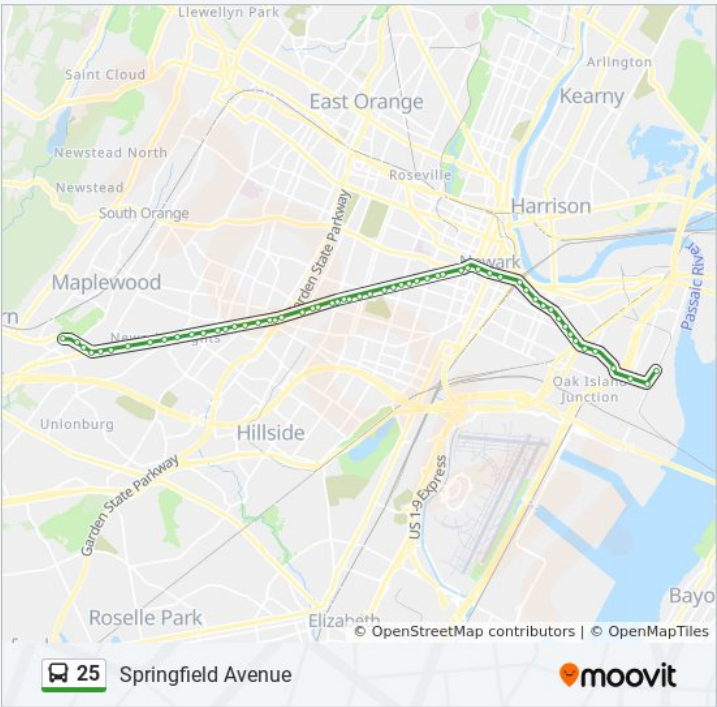 Llewellyn Park
Arlington
Saint Cloud
Kearny
East Orange
Newstead North
Roseville
Newstead
Harrison
South Orange
Garden State Parkway
Newark
Passaic River
Maplewood
Oak Island
Junction
Unionburg
Hillside
Garden State Parkway
US 1-9 Express
Bayo
Roselle Park
Elizabeth
© OpenStreetMap contributors | © OpenMapTiles
25 Springfield Avenue
moovit